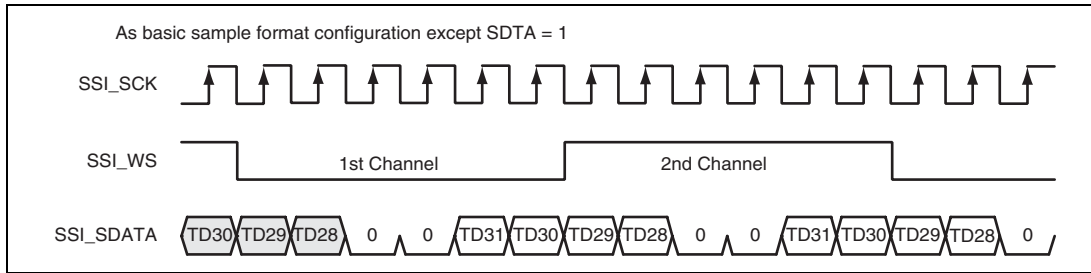 As basic sample format configuration except SDTA = 1
SSI_SCK
SSI_WS 1st Channel 2nd Channel
SSI_SDATA TD30 TD29 TD28 0 0 TD31 TD30 TD29 TD28 0 0 TD31 TD30 TD29 TD28 0